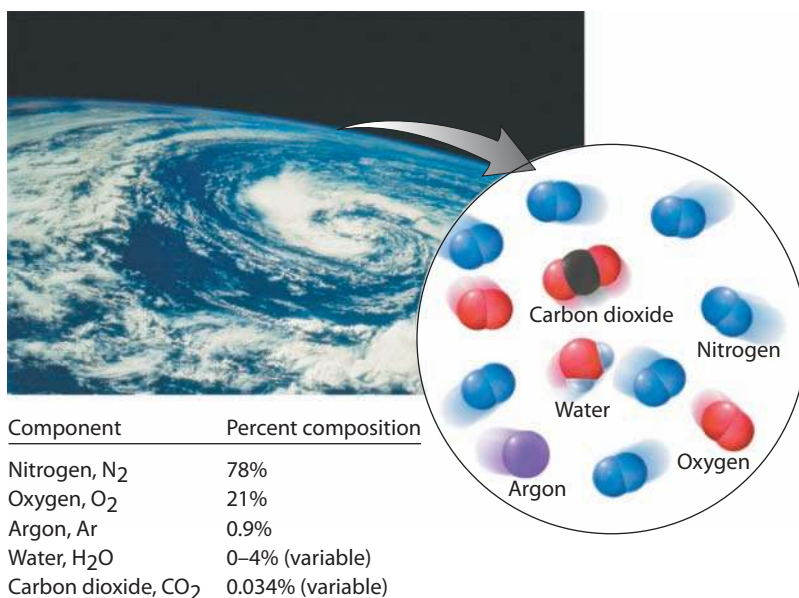 Carbon dioxide
Nitrogen
Water
Oxygen
Argon
Component Percent composition
Nitrogen, N₂ 78%
Oxygen, O₂ 21%
Argon, Ar 0.9%
Water, H₂O 0–4% (variable)
Carbon dioxide, CO₂ 0.034% (variable)